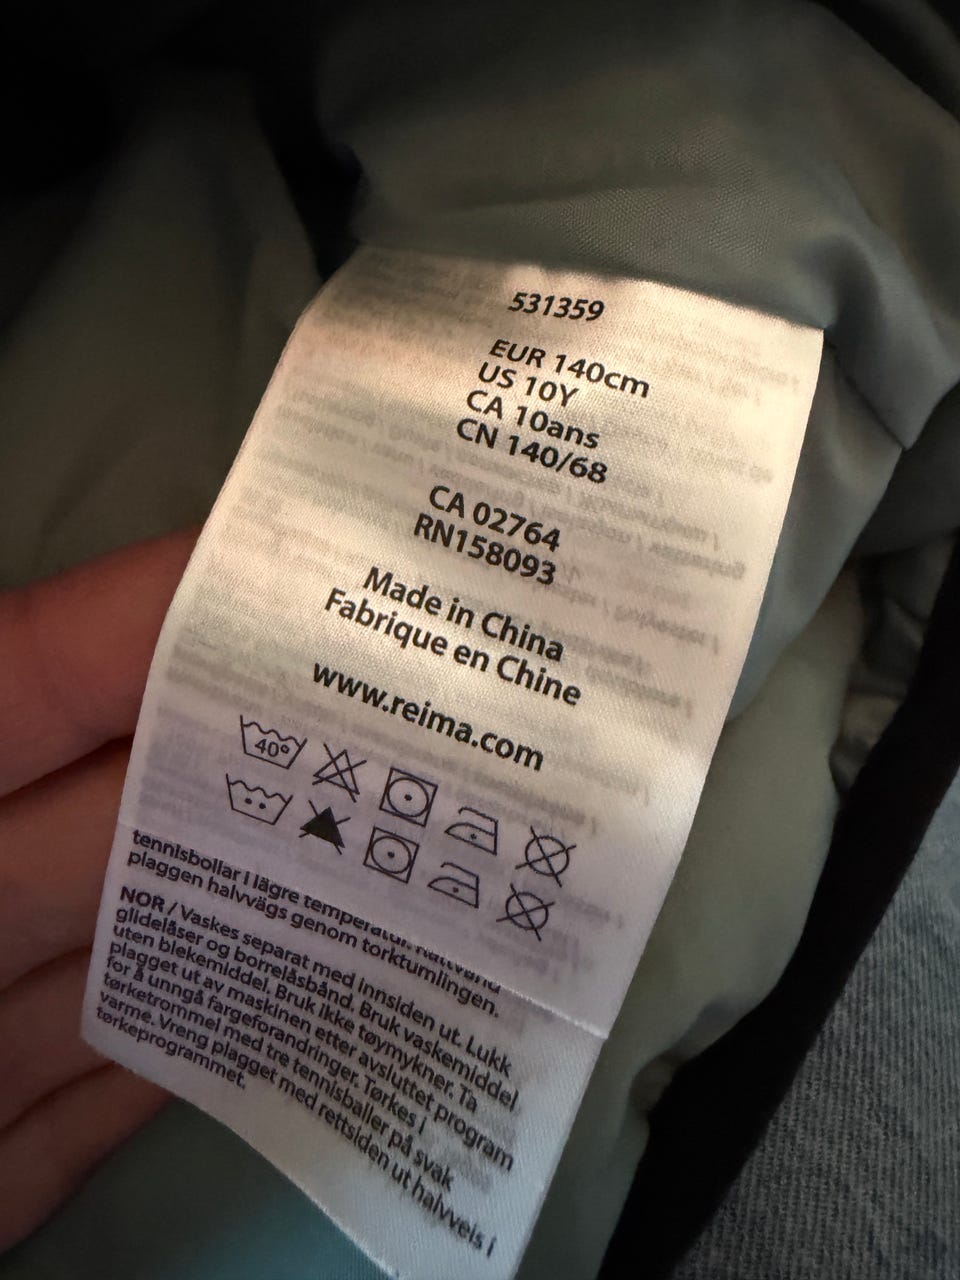 531359
EUR 140cm
US 10Y
CA 10ans
CN 140/68
CA 02764
RN158093
Made in China
Fabrique en Chine
www.reima.com
40°
tennisbollar i lägre temperatur.
plaggen halvvägs genom torktumlingen.
NOR / Vaskes separat med innsiden ut. Lukk
glidelåser og borrelåsbånd. Bruk vaskemiddel
uten blekemiddel. Bruk ikke tøymykner. Ta
plagget ut av maskinen etter avsluttet program
for å unngå fargeforandringer. Tørkes i
tørketrommel med tre tennisballer på svak
varme. Vreng plagget med rettsiden ut halvveis i
tørkeprogrammet.